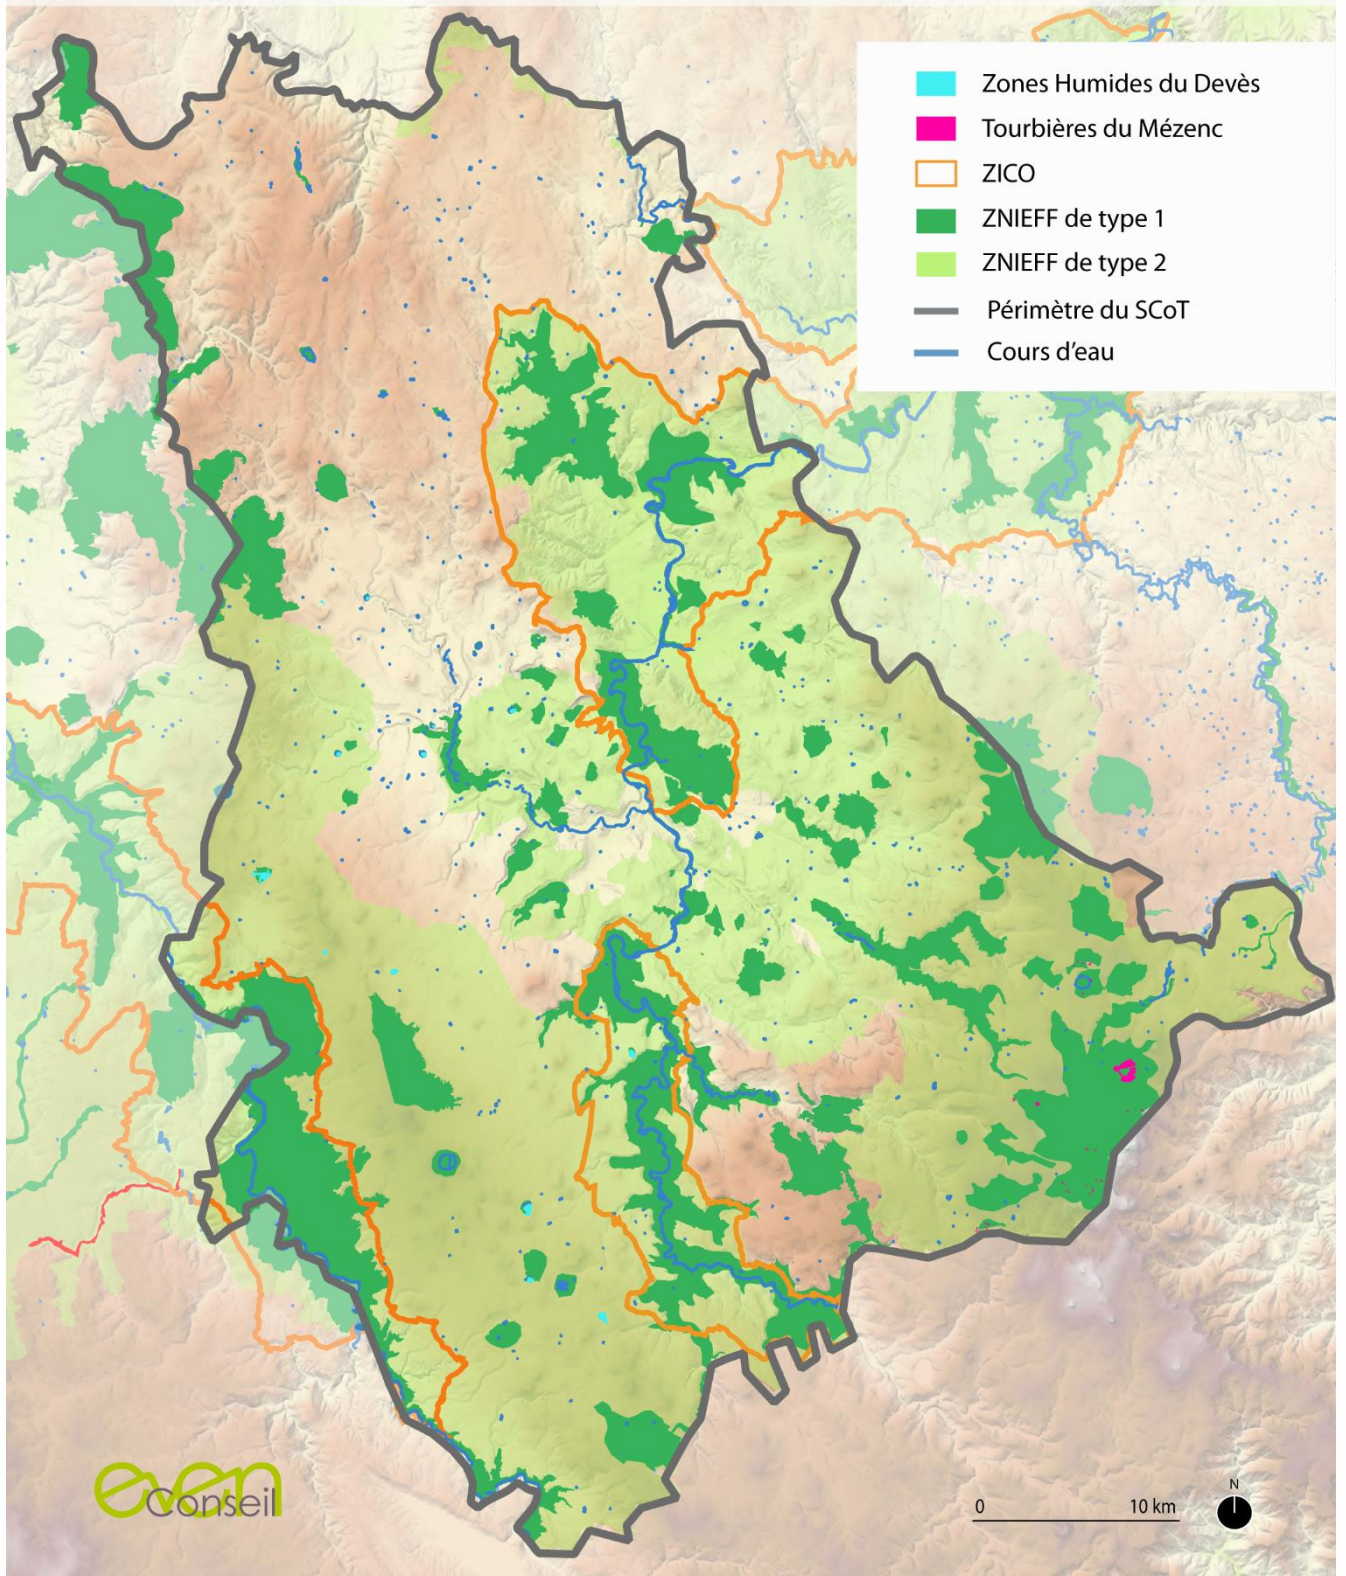 Zones Humides du Devès
Tourbières du Mézenc
ZICO
ZNIEFF de type 1
ZNIEFF de type 2
Périmètre du SCoT
Cours d'eau
even
Conseil
0 10 km
N